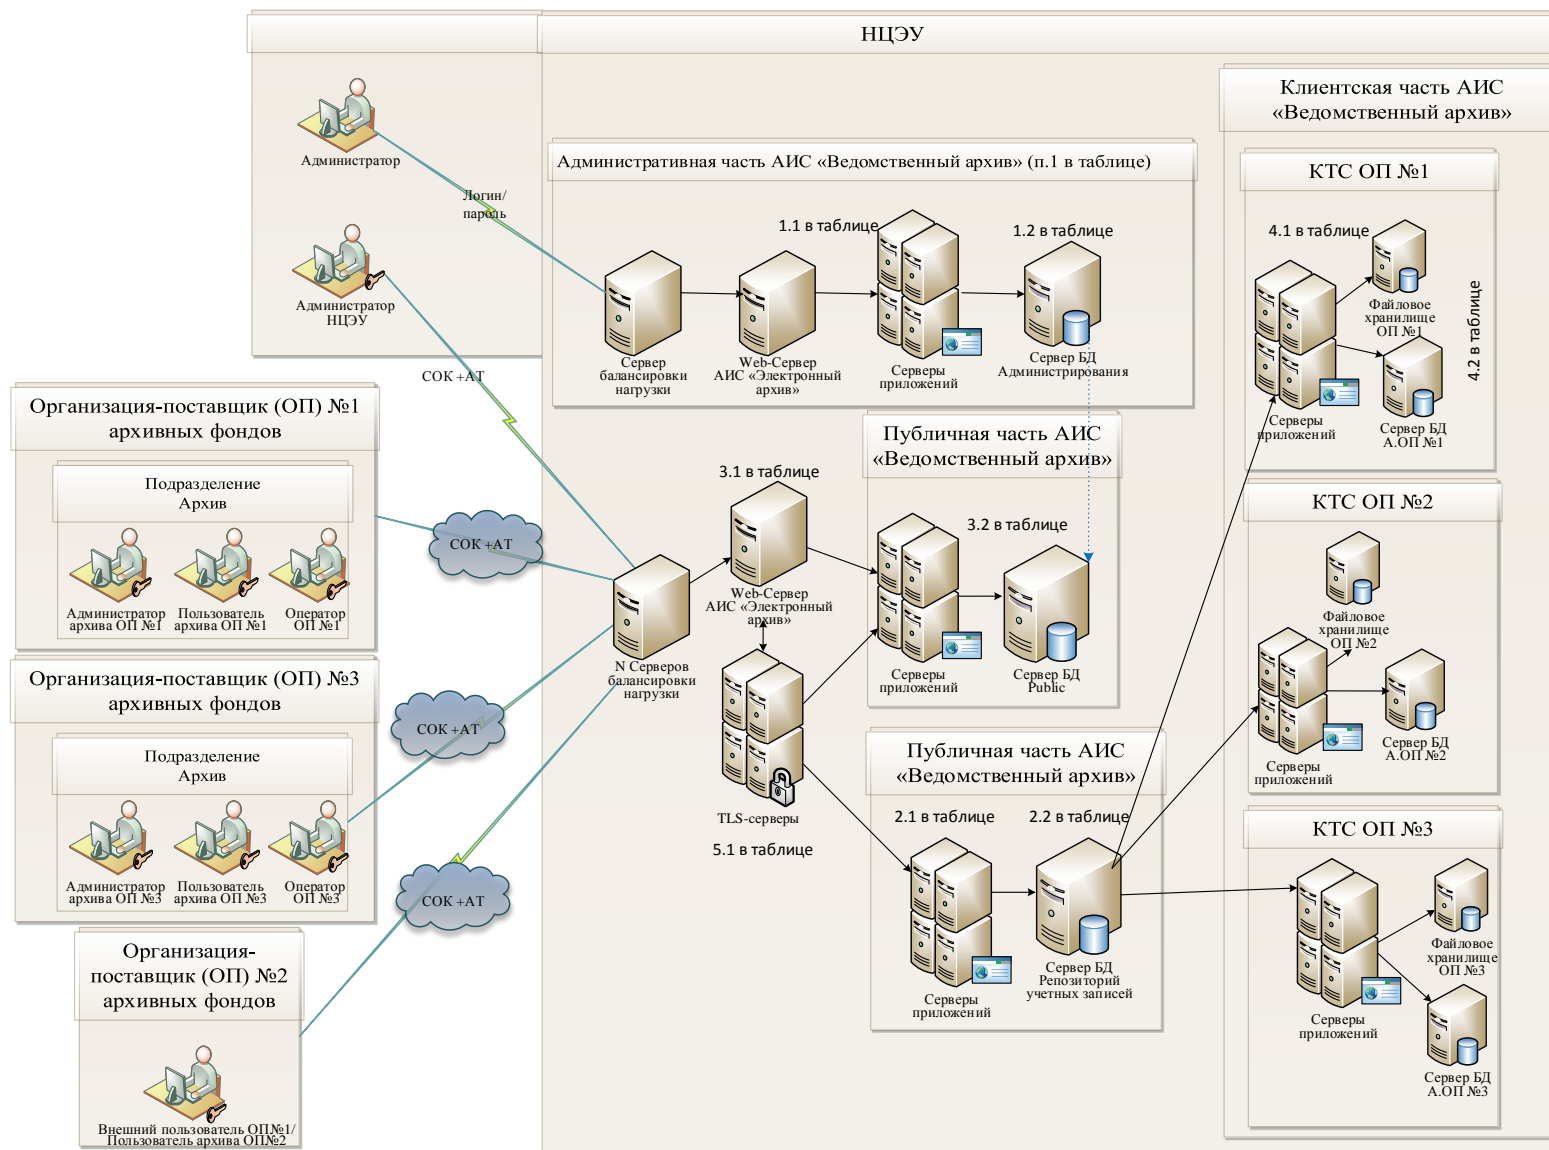 НЦЭУ
Администратор
Логин/
пароль
Администратор
НЦЭУ
СОК +АТ
Административная часть АИС «Ведомственный архив» (п.1 в таблице)
1.1 в таблице
1.2 в таблице
Сервер
балансировки
нагрузки
Web-Сервер
АИС «Электронный
архив»
Серверы
приложений
Сервер БД
Администрирования
Клиентская часть АИС
«Ведомственный архив»
КТС ОП №1
4.1 в таблице
Файловое
хранилище
ОП №1
4.2 в таблице
Серверы
приложений
Сервер БД
А.ОП №1
Организация-поставщик (ОП) №1
архивных фондов
Подразделение
Архив
Администратор
архива ОП №1
Пользователь
архива ОП №1
Оператор
ОП №1
СОК +АТ
Организация-поставщик (ОП) №3
архивных фондов
Подразделение
Архив
Администратор
архива ОП №3
Пользователь
архива ОП №3
Оператор
ОП №3
СОК +АТ
Организация-
поставщик (ОП) №2
архивных фондов
Внешний пользователь ОП№1/
Пользователь архива ОП№2
СОК +АТ
N Серверов
балансировки
нагрузки
3.1 в таблице
Web-Сервер
АИС «Электронный
архив»
TLS-серверы
5.1 в таблице
Публичная часть АИС
«Ведомственный архив»
3.2 в таблице
Серверы
приложений
Сервер БД
Public
Публичная часть АИС
«Ведомственный архив»
2.1 в таблице
2.2 в таблице
Серверы
приложений
Сервер БД
Репозиторий
учетных записей
КТС ОП №2
Файловое
хранилище
ОП №2
Серверы
приложений
Сервер БД
А.ОП №2
КТС ОП №3
Файловое
хранилище
ОП №3
Серверы
приложений
Сервер БД
А.ОП №3